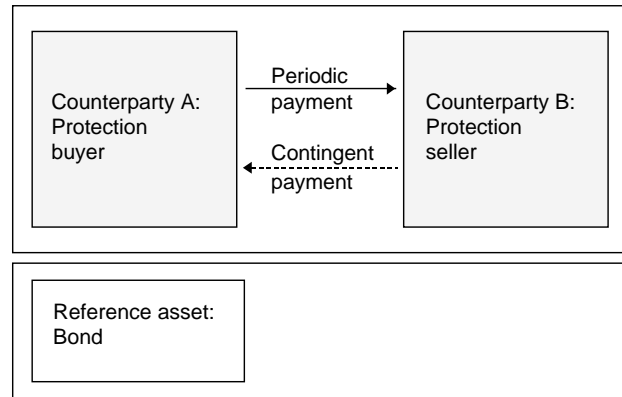 Counterparty A:
Protection
buyer
Periodic
payment
Contingent
payment
Counterparty B:
Protection
seller
Reference asset:
Bond